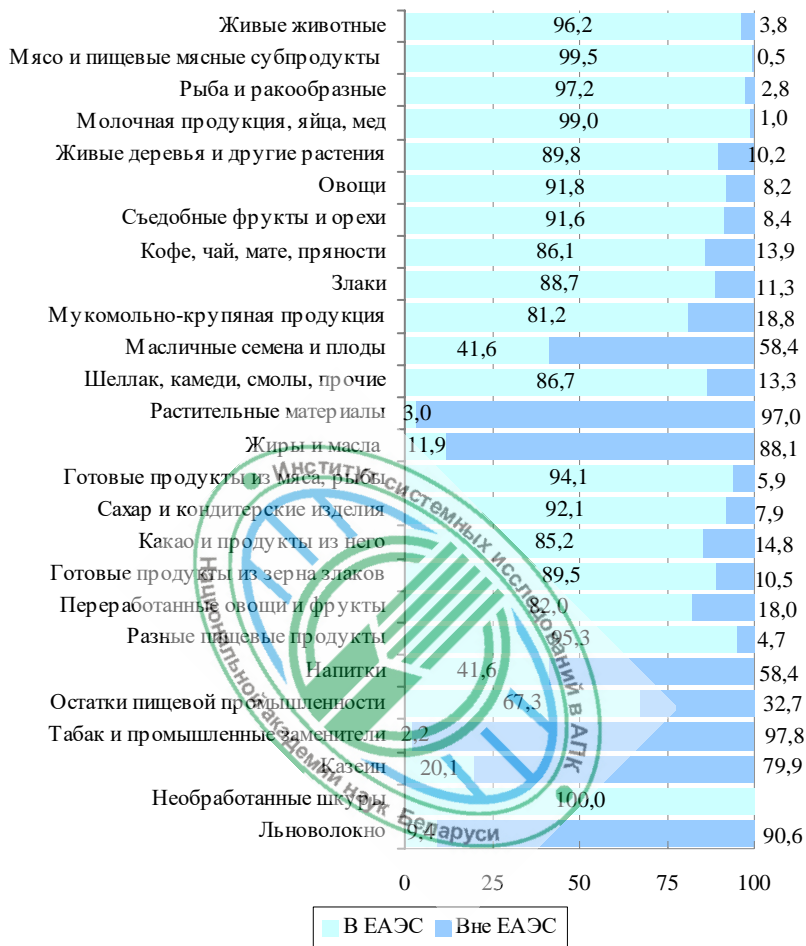 Живые животные 96,2 3,8
Мясо и пищевые мясные субпродукты 99,5 0,5
Рыба и ракообразные 97,2 2,8
Молочная продукция, яйца, мед 99,0 1,0
Живые деревья и другие растения 89,8 10,2
Овощи 91,8 8,2
Съедобные фрукты и орехи 91,6 8,4
Кофе, чай, мате, пряности 86,1 13,9
Злаки 88,7 11,3
Мукомольно-крупяная продукция 81,2 18,8
Масличные семена и плоды 41,6 58,4
Шеллак, камеди, смолы, прочие 86,7 13,3
Растительные материалы 3,0 97,0
Жиры и масла 11,9 88,1
Готовые продукты из мяса, рыбы 94,1 5,9
Сахар и кондитерские изделия 92,1 7,9
Какао и продукты из него 85,2 14,8
Готовые продукты из зерна злаков 89,5 10,5
Переработанные овощи и фрукты 82,0 18,0
Разные пищевые продукты 95,3 4,7
Напитки 41,6 58,4
Остатки пищевой промышленности 67,3 32,7
Табак и промышленные заменители 2,2 97,8
Казеин 20,1 79,9
Необработанные шкуры 100,0
Льноволокно 9,4 90,6
0 25 50 75 100
В ЕАЭС Вне ЕАЭС
Институт системных исследований в АПК
Национальной академии наук Беларуси